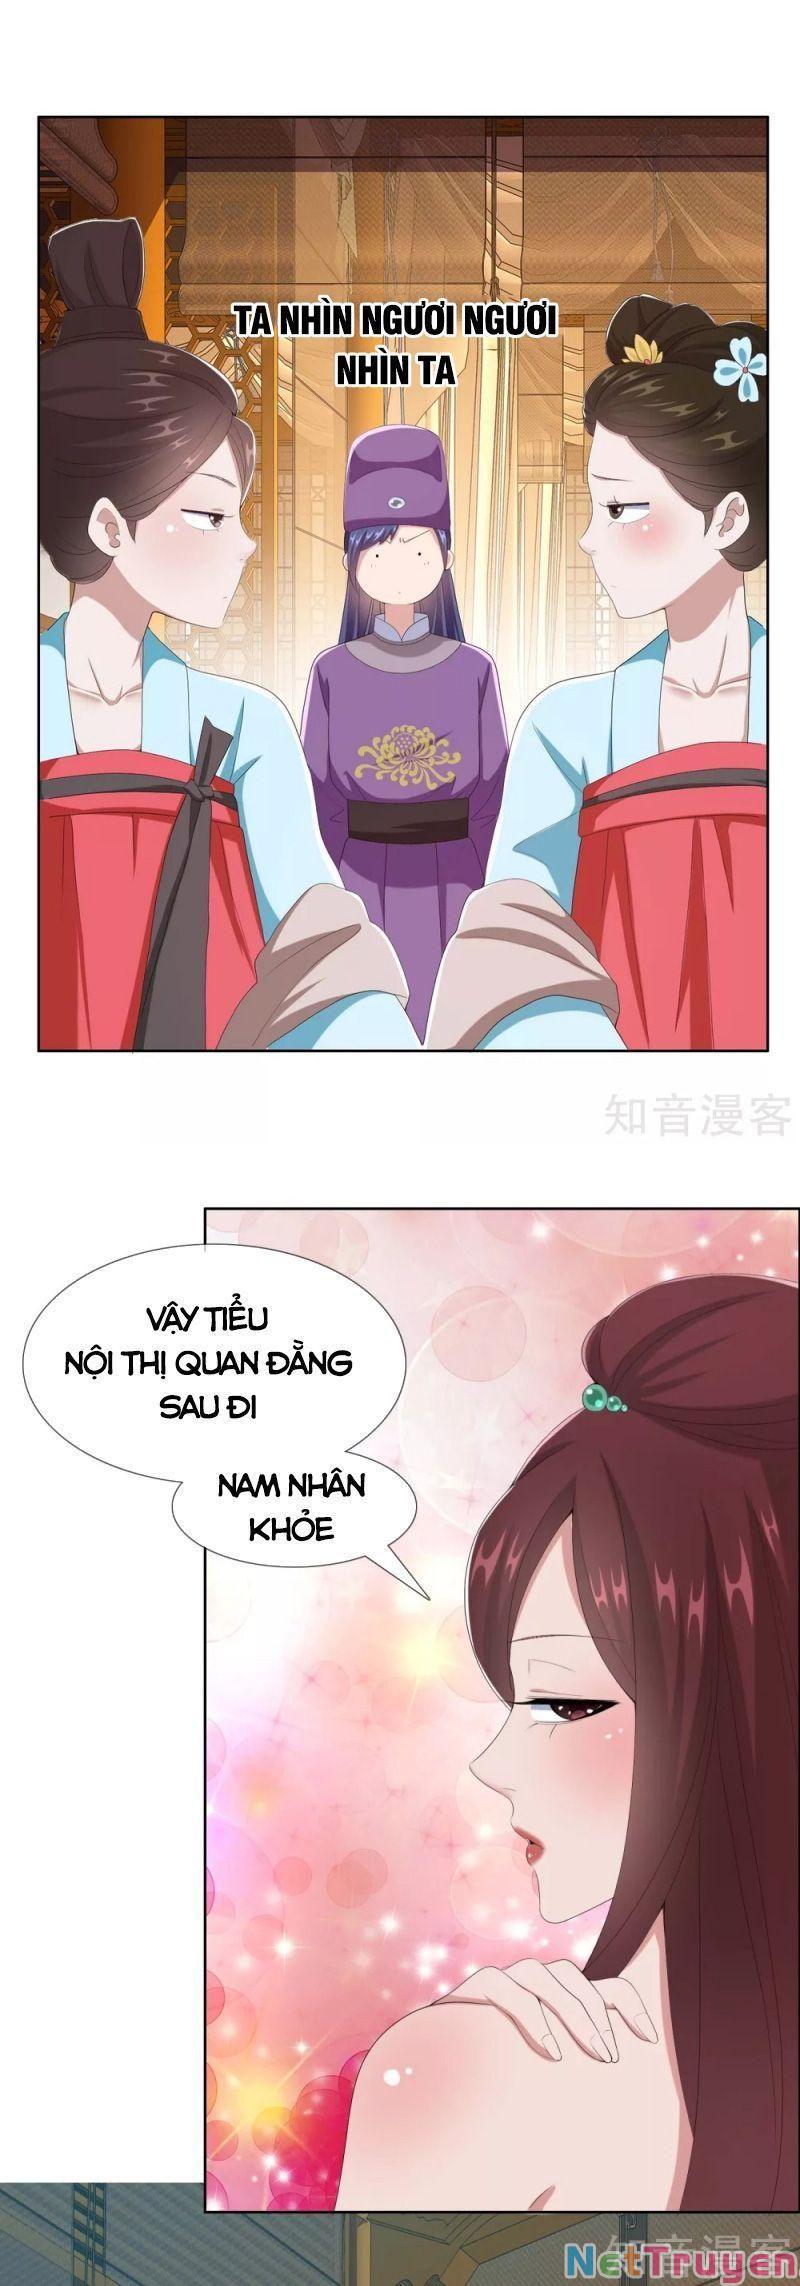 TA NHÌN NGƯƠI NGƯƠI
NHÌN TA
知音漫客
VẬY TIỂU
NỘI THỊ QUAN ĐẰNG
SAU ĐI
NAM NHÂN
KHỎE
知音漫客
NetTruyen